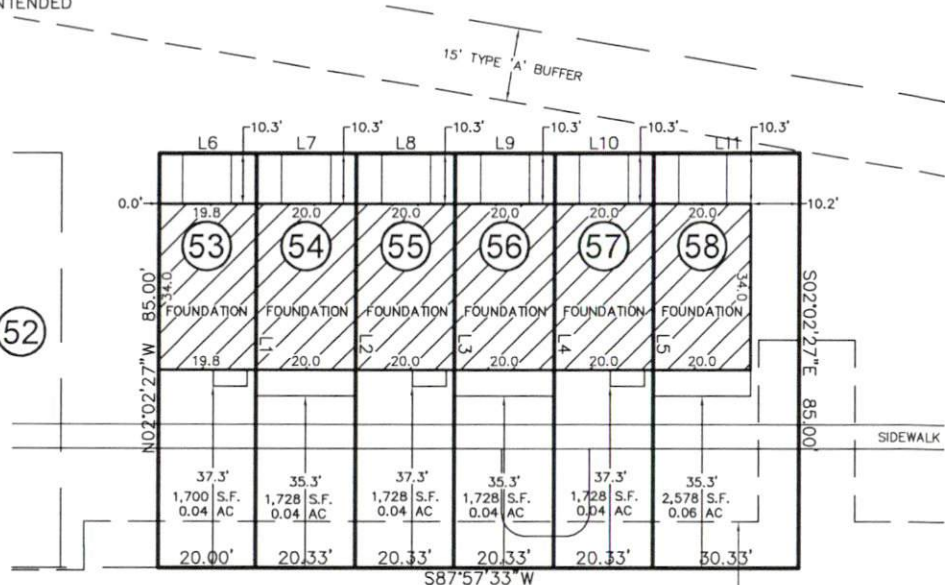 NTENDED
15' TYPE 'A' BUFFER
10.3' 10.3' 10.3' 10.3' 10.3' 10.3'
L6 L7 L8 L9 L10 L11
0.0' 10.2'
19.8 20.0 20.0 20.0 20.0 20.0
53 54 55 56 57 58
34.0 34.0
N02°02'27"W 85.00'
S02°02'27"E 85.00'
52
FOUNDATION FOUNDATION FOUNDATION FOUNDATION FOUNDATION FOUNDATION
L1 L2 L3 L4 L5
19.8 20.0 20.0 20.0 20.0 20.0
SIDEWALK
37.3' 35.3' 37.3' 35.3' 37.3' 35.3'
1,700 S.F. 1,728 S.F. 1,728 S.F. 1,728 S.F. 1,728 S.F. 2,578 S.F.
0.04 AC 0.04 AC 0.04 AC 0.04 AC 0.04 AC 0.06 AC
20.00' 20.33' 20.33' 20.33' 20.33' 30.33'
S87°57'33"W